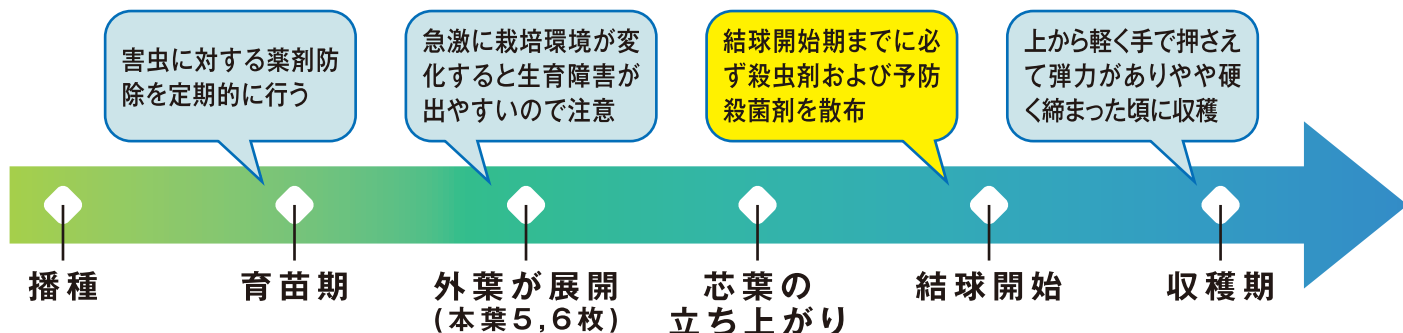 害虫に対する薬剤防
除を定期的に行う
急激に栽培環境が変
化すると生育障害が
出やすいので注意
結球開始期までに必
ず殺虫剤および予防
殺菌剤を散布
上から軽く手で押さえ
て弾力がありやや硬
く締まった頃に収穫
播種
育苗期
外葉が展開
(本葉5,6枚)
芯葉の
立ち上がり
結球開始
収穫期